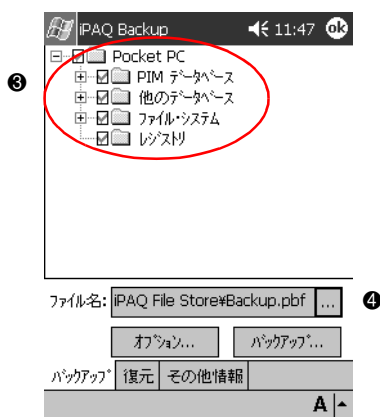 iPAQ Backup 11:47 ok
Pocket PC
❸
PIM データベース
他のデータベース
ファイル・システム
レジストリ
ファイル名: iPAQ File Store¥Backup.pbf ... ❹
オプション... バックアップ...
バックアップ 復元 その他情報
A